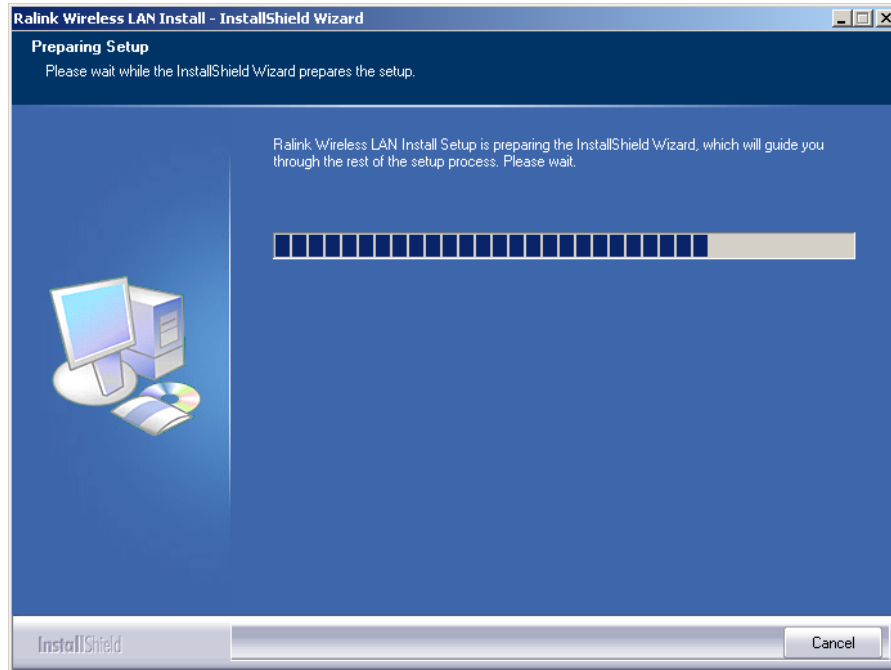 Ralink Wireless LAN Install - InstallShield Wizard
Preparing Setup
Please wait while the InstallShield Wizard prepares the setup.
Ralink Wireless LAN Install Setup is preparing the InstallShield Wizard, which will guide you
through the rest of the setup process. Please wait.
InstallShield
Cancel